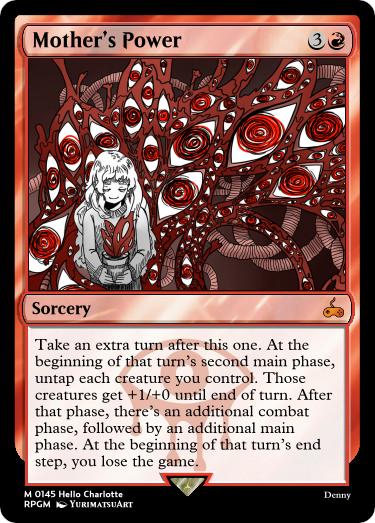 Mother's Power 3
Sorcery
Take an extra turn after this one. At the
beginning of that turn's second main phase,
untap each creature you control. Those
creatures get +1/+0 until end of turn. After
that phase, there's an additional combat
phase, followed by an additional main
phase. At the beginning of that turn's end
step, you lose the game.
M 0145 Hello Charlotte
RPGM YurimatsuArt
Denny